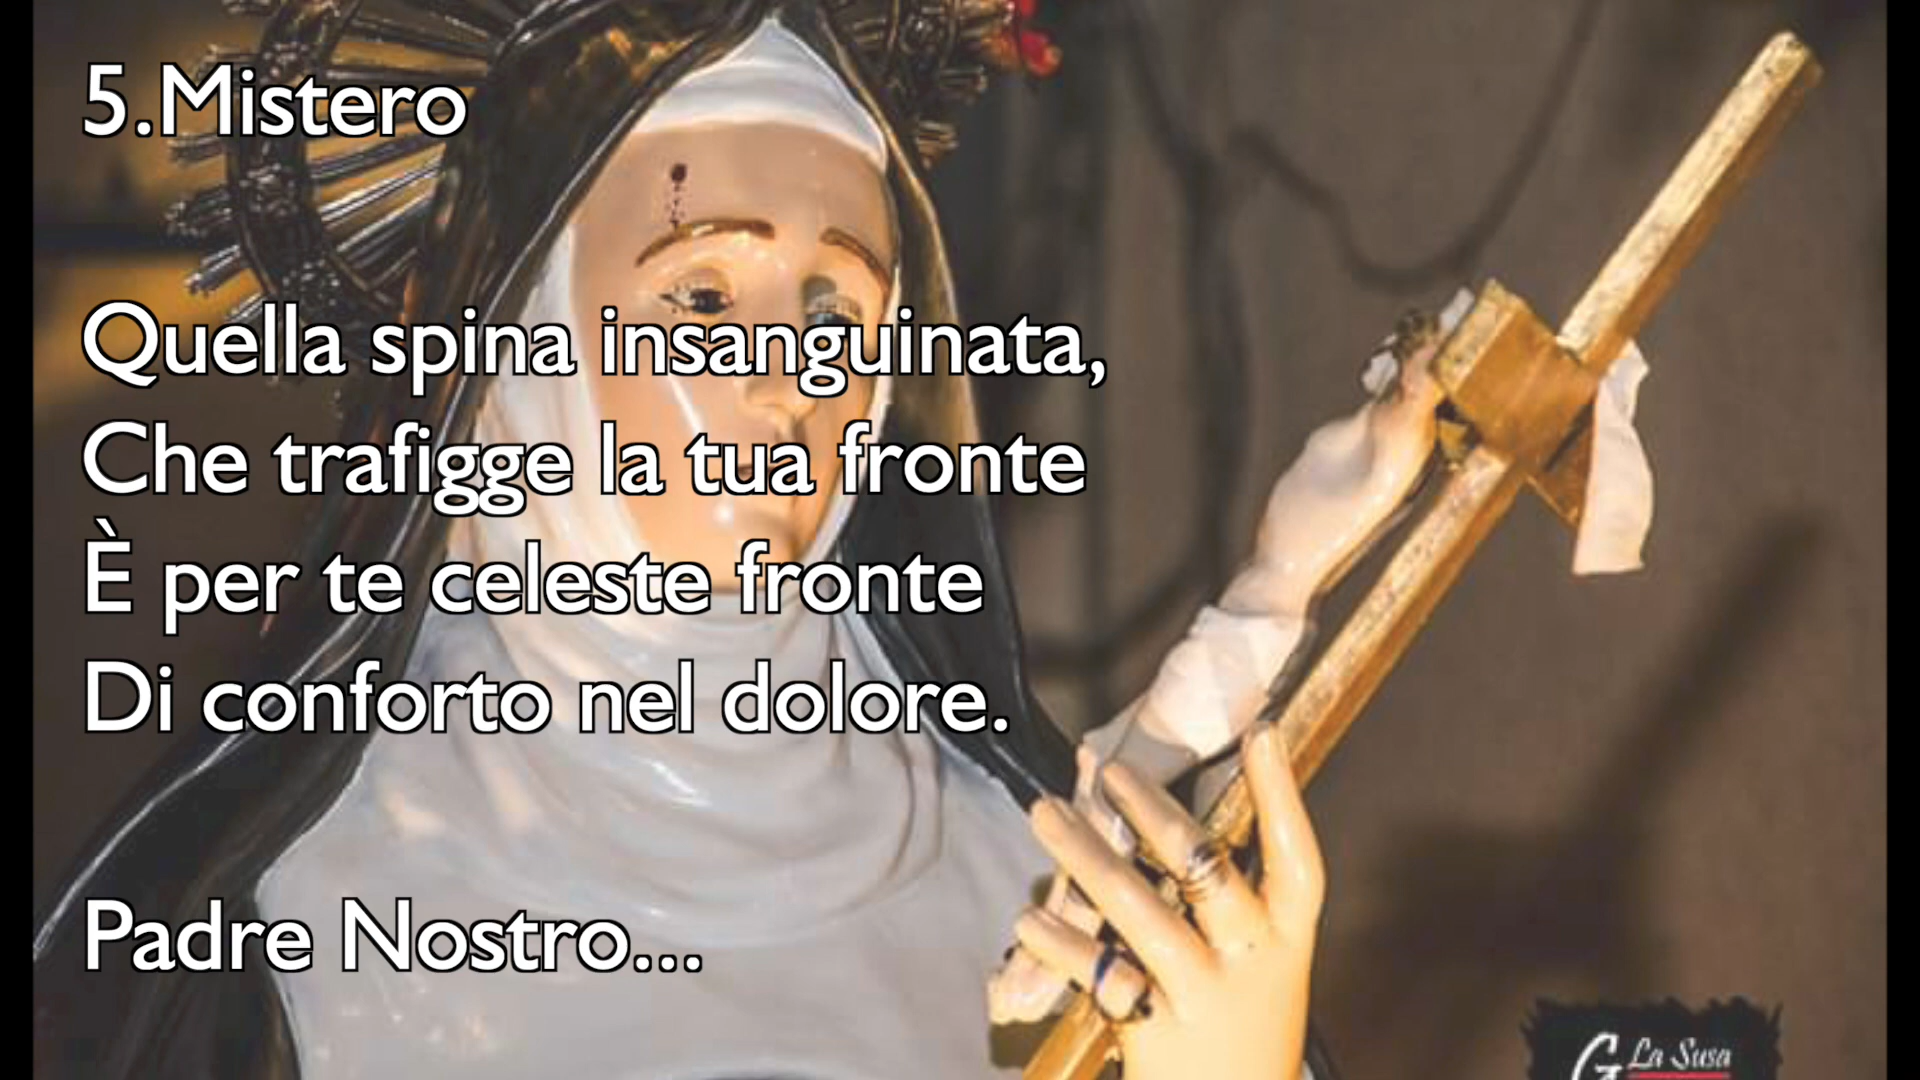 5.Mistero
Quella spina insanguinata,
Che trafigge la tua fronte
È per te celeste fronte
Di conforto nel dolore.
Padre Nostro...
G La Susa